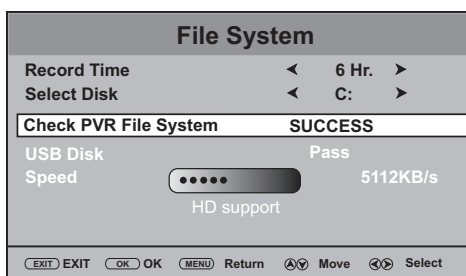 File System
Record Time 6 Hr.
Select Disk C:
Check PVR File System SUCCESS
USB Disk Pass
Speed 5112KB/s
HD support
EXIT EXIT OK OK MENU Return Move Select